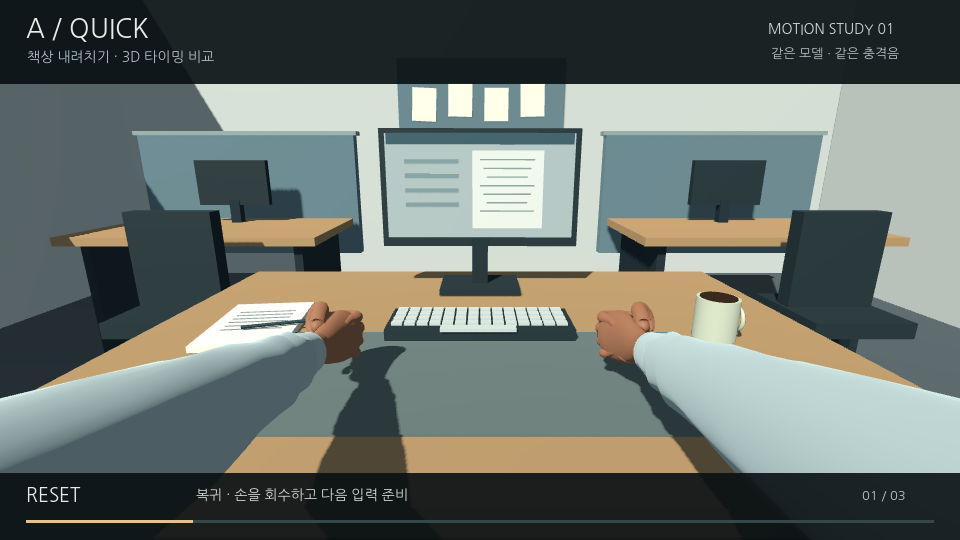 A / QUICK
책상 내려치기 · 3D 타이밍 비교
MOTION STUDY 01
같은 모델 · 같은 충격음
RESET
복귀 · 손을 회수하고 다음 입력 준비
01 / 03